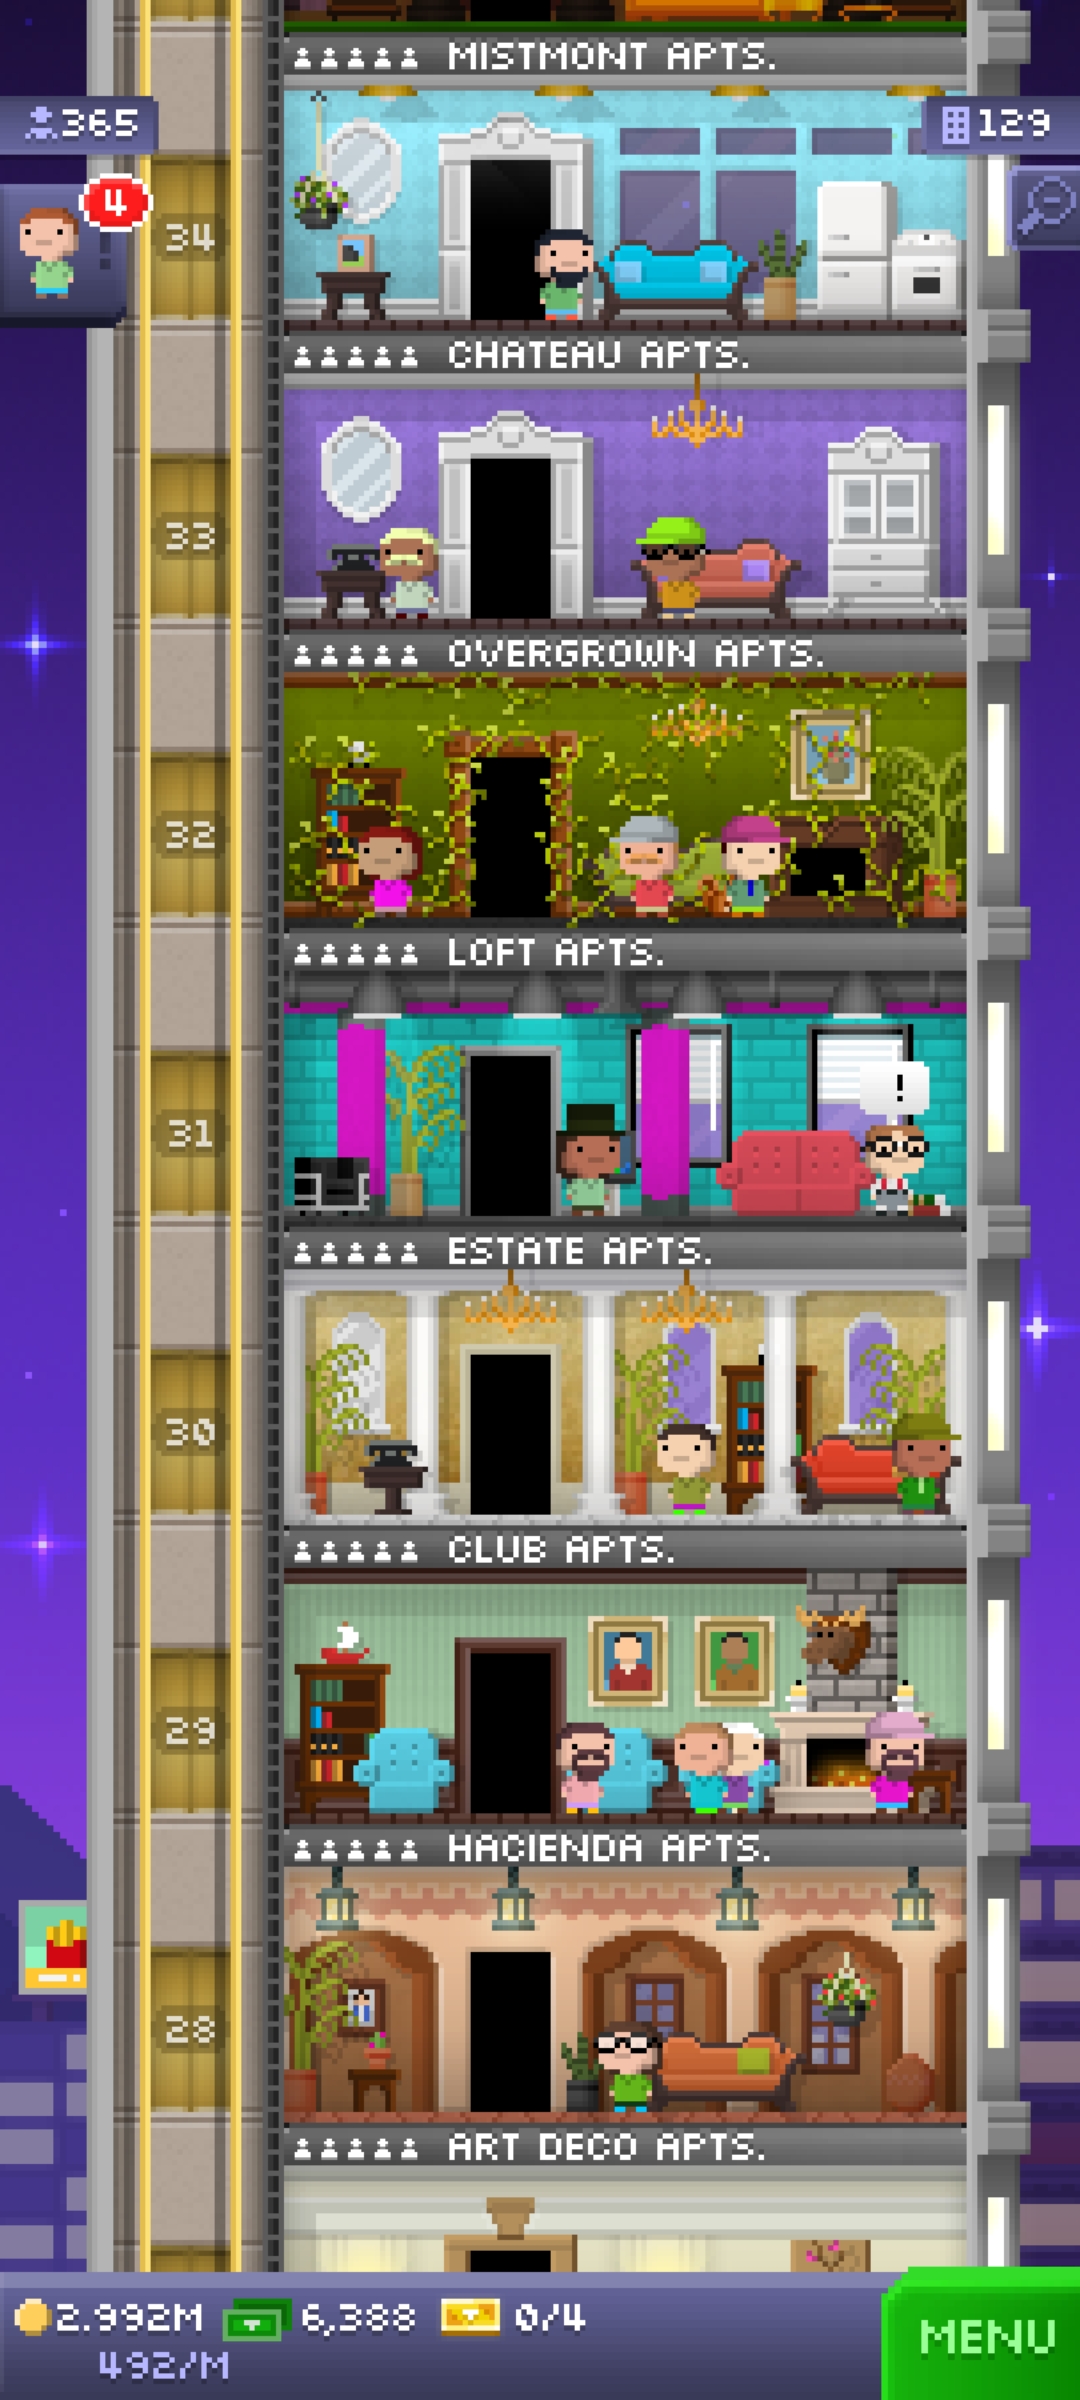 MISTMONT APTS.
365
129
4
34
CHATEAU APTS.
33
OVERGROWN APTS.
32
LOFT APTS.
!
31
ESTATE APTS.
30
CLUB APTS.
29
HACIENDA APTS.
28
ART DECO APTS.
2.992M 6,388 0/4
492/M
MENU